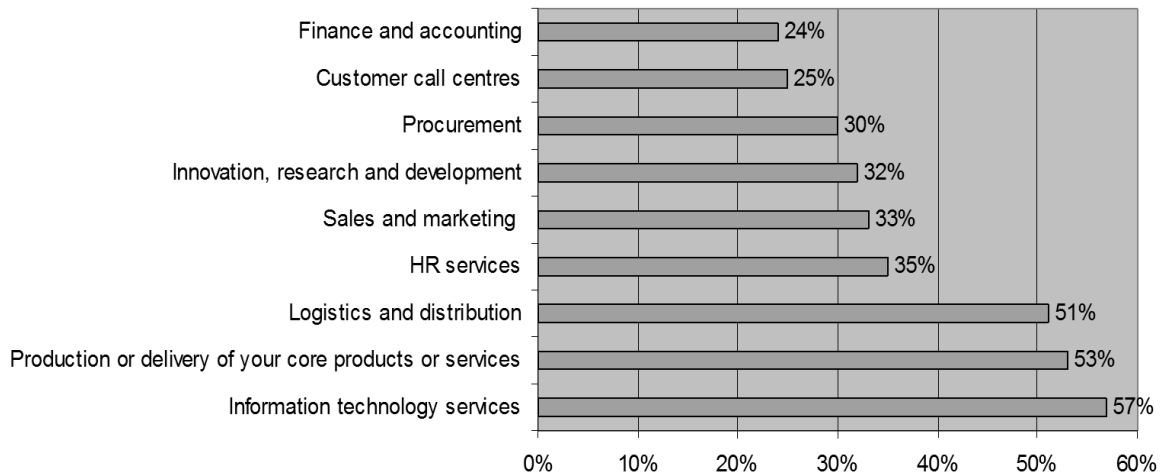 Finance and accounting 24%
Customer call centres 25%
Procurement 30%
Innovation, research and development 32%
Sales and marketing 33%
HR services 35%
Logistics and distribution 51%
Production or delivery of your core products or services 53%
Information technology services 57%
0% 10% 20% 30% 40% 50% 60%